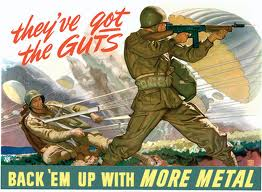 they've got
the GUTS
BACK 'EM UP WITH MORE METAL